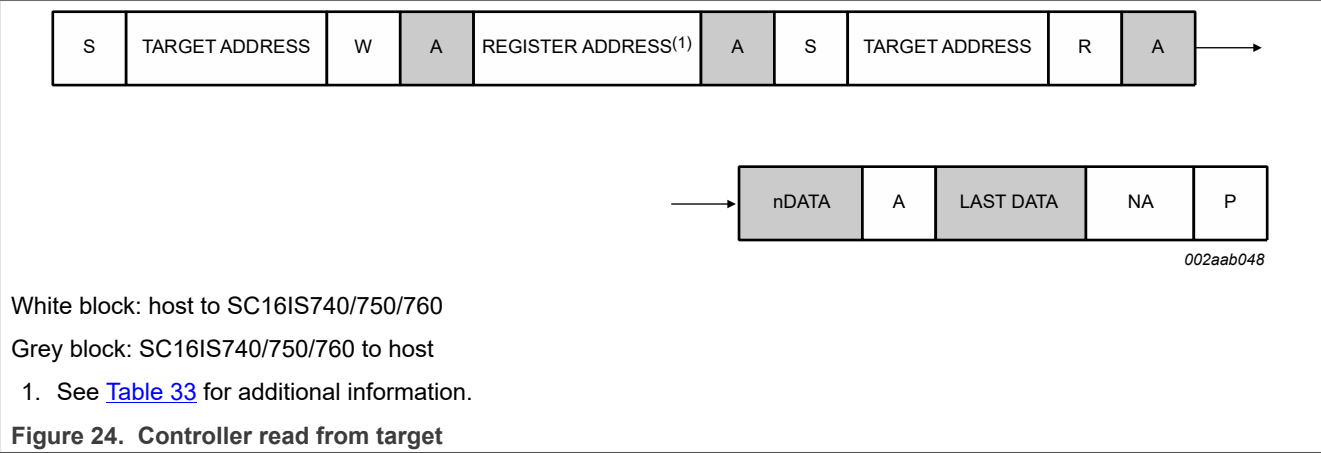 S TARGET ADDRESS W A REGISTER ADDRESS(1) A S TARGET ADDRESS R A
nDATA A LAST DATA NA P
002aab048
White block: host to SC16IS740/750/760
Grey block: SC16IS740/750/760 to host
1. See Table 33 for additional information.
Figure 24. Controller read from target